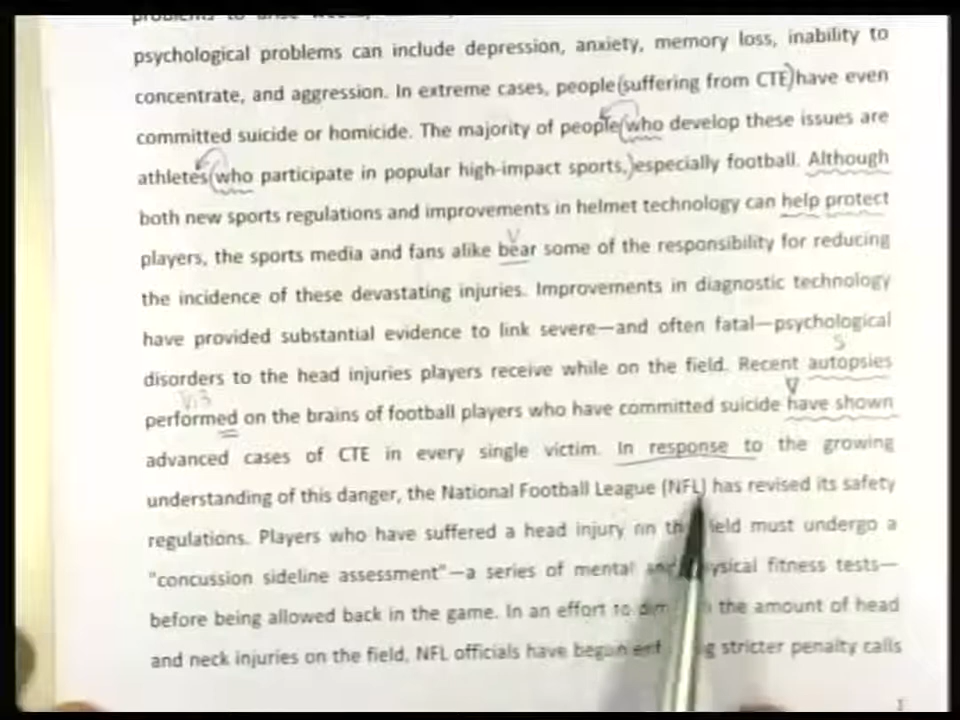 psychological problems can include depression, anxiety, memory loss, inability to
concentrate, and aggression. In extreme cases, people (suffering from CTE) have even
committed suicide or homicide. The majority of people (who develop these issues are
athletes (who participate in popular high-impact sports,) especially football. Although
both new sports regulations and improvements in helmet technology can help protect
V
players, the sports media and fans alike bear some of the responsibility for reducing
the incidence of these devastating injuries. Improvements in diagnostic technology
have provided substantial evidence to link severe—and often fatal—psychological
S
disorders to the head injuries players receive while on the field. Recent autopsies
V
performed on the brains of football players who have committed suicide have shown
advanced cases of CTE in every single victim. In response to the growing
understanding of this danger, the National Football League (NFL) has revised its safety
regulations. Players who have suffered a head injury on field must undergo a
"concussion sideline assessment"—a series of mental fitness tests—
before being allowed back in the game. In an effort to the amount of head
and neck injuries on the field, NFL officials have begun stricter penalty calls